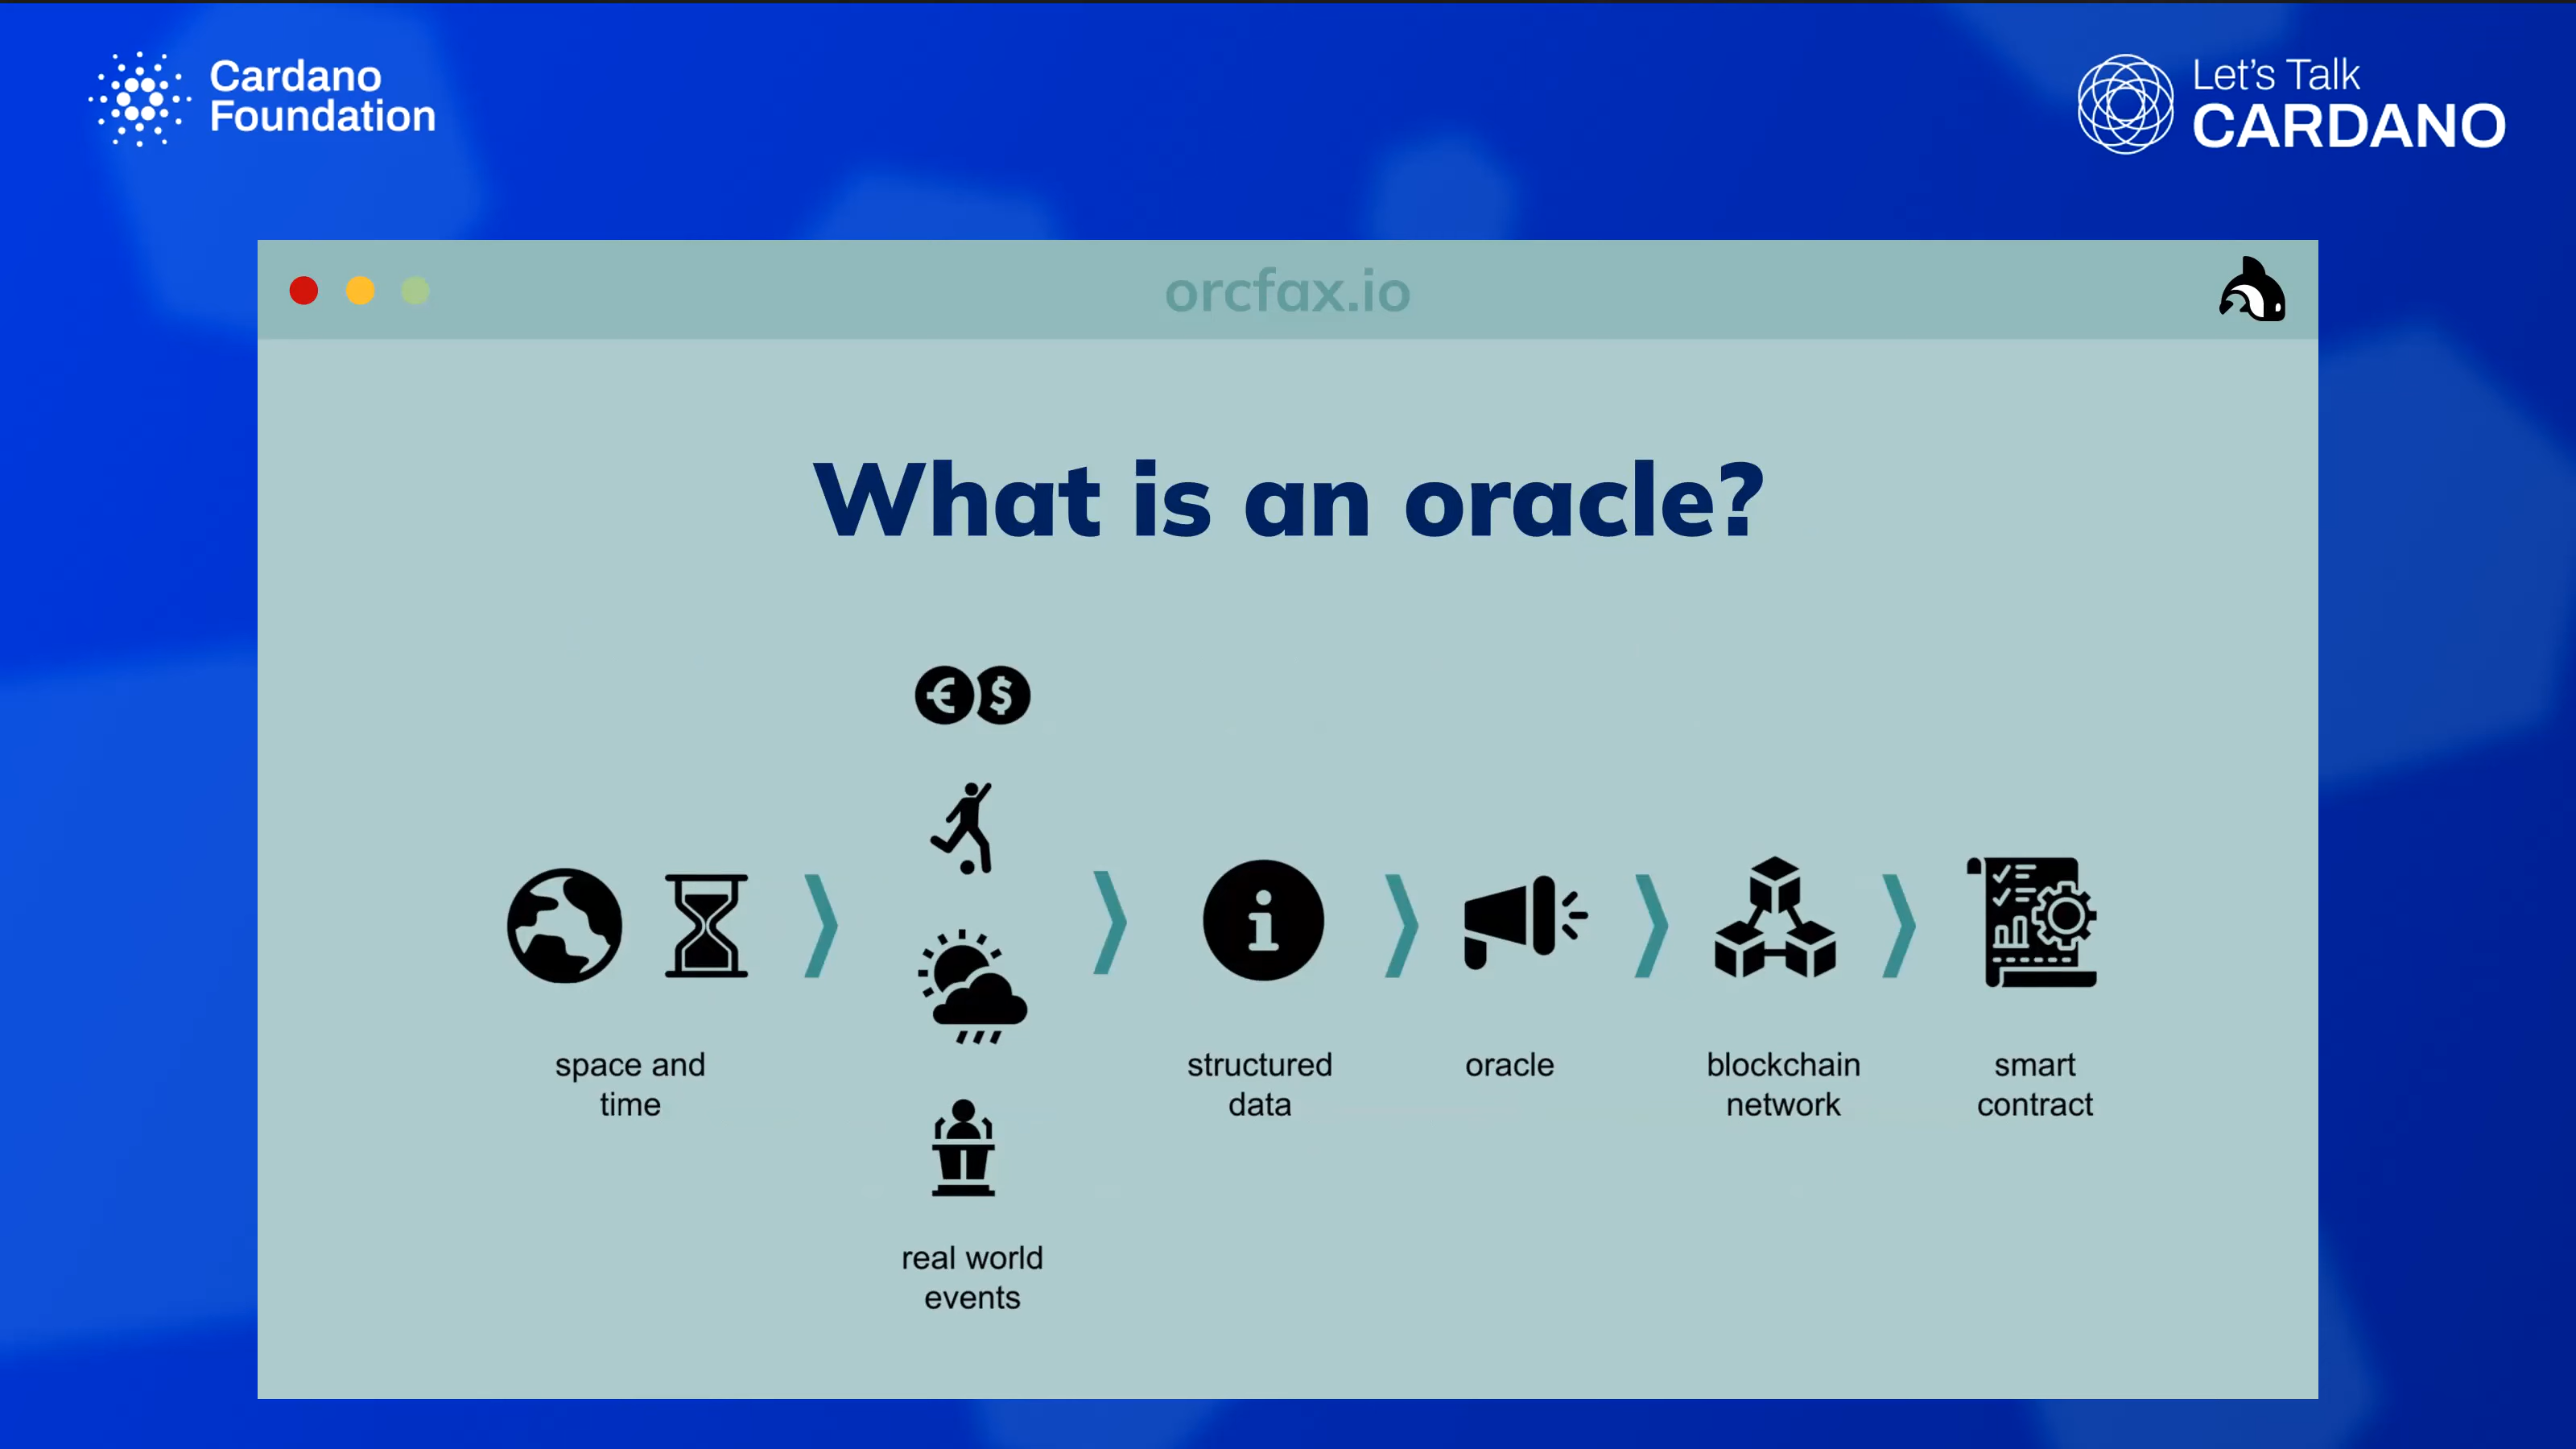 Cardano
Foundation
Let's Talk
CARDANO
orcfax.io
What is an oracle?
€ $
i
space and
time
real world
events
structured
data
oracle
blockchain
network
smart
contract